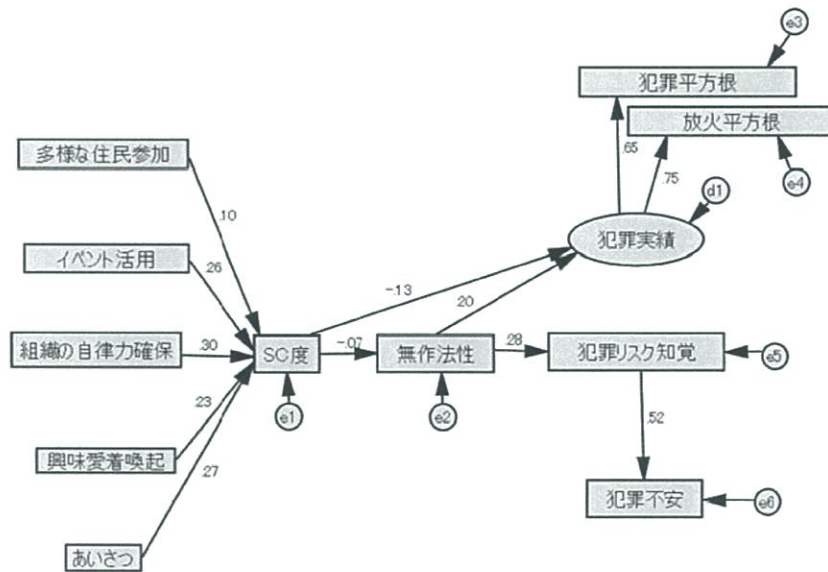 e3
犯罪平方根
放火平方根
.65
.75
e4
d1
多様な住民参加
.10
犯罪実績
イベント活用
.26
-.13
.20
組織の自律力確保
.30
SC度
-.07
無作法性
.28
犯罪リスク知覚
e5
e1
e2
.23
興味愛着喚起
.27
.52
犯罪不安
e6
あいさつ